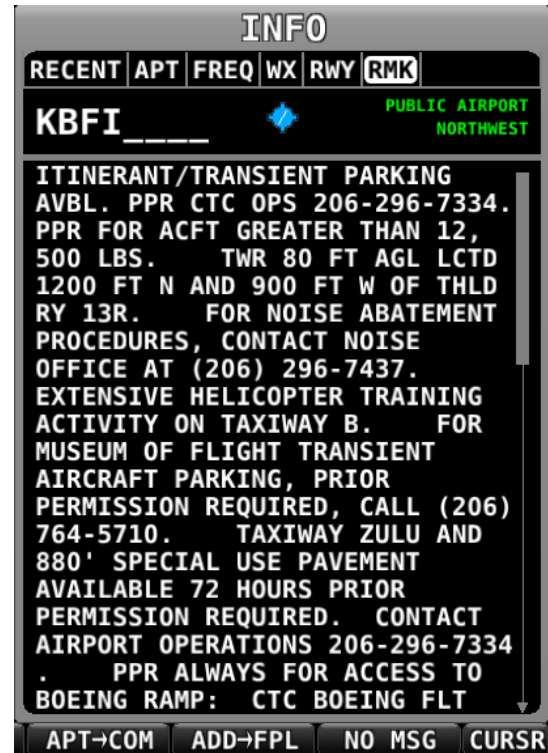 INFO
RECENT APT FREQ WX RWY RMK
KBFI____
PUBLIC AIRPORT
NORTHWEST
ITINERANT/TRANSIENT PARKING
AVBL. PPR CTC OPS 206-296-7334.
PPR FOR ACFT GREATER THAN 12,
500 LBS. TWR 80 FT AGL LCTD
1200 FT N AND 900 FT W OF THLD
RY 13R. FOR NOISE ABATEMENT
PROCEDURES, CONTACT NOISE
OFFICE AT (206) 296-7437.
EXTENSIVE HELICOPTER TRAINING
ACTIVITY ON TAXIWAY B. FOR
MUSEUM OF FLIGHT TRANSIENT
AIRCRAFT PARKING, PRIOR
PERMISSION REQUIRED, CALL (206)
764-5710. TAXIWAY ZULU AND
880' SPECIAL USE PAVEMENT
AVAILABLE 72 HOURS PRIOR
PERMISSION REQUIRED. CONTACT
AIRPORT OPERATIONS 206-296-7334
. PPR ALWAYS FOR ACCESS TO
BOEING RAMP: CTC BOEING FLT
APT→COM ADD→FPL NO MSG CURSR